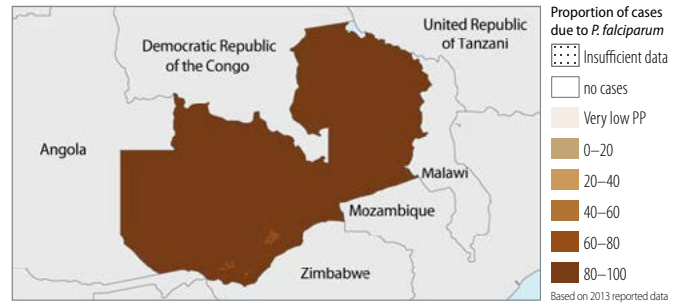 Democratic Republic
of the Congo
United Republic
of Tanzani
Angola
Malawi
Mozambique
Zimbabwe
Proportion of cases
due to P. falciparum
Insufficient data
no cases
Very low PP
0–20
20–40
40–60
60–80
80–100
Based on 2013 reported data